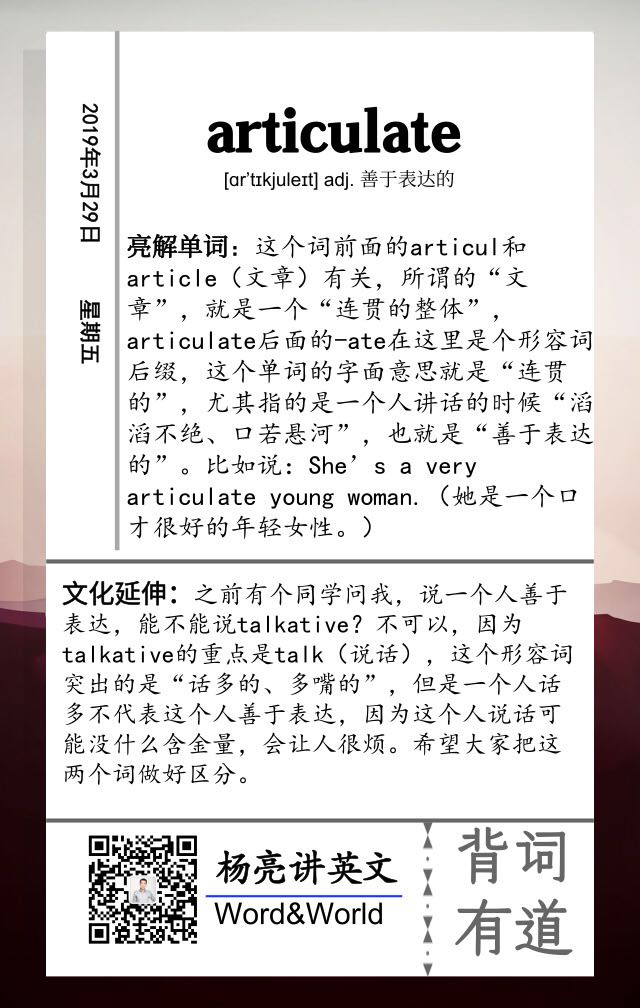 2019年3月29日 星期五
articulate
[ɑr'tɪkjuleɪt] adj. 善于表达的
亮解单词：这个词前面的articul和
article（文章）有关，所谓的“文
章”，就是一个“连贯的整体”，
articulate后面的-ate在这里是个形容词
后缀，这个单词的字面意思就是“连贯
的”，尤其指的是一个人讲话的时候“滔
滔不绝、口若悬河”，也就是“善于表达
的”。比如说：She’s a very
articulate young woman.（她是一个口
才很好的年轻女性。）
文化延伸：之前有个同学问我，说一个人善于
表达，能不能说talkative？不可以，因为
talkative的重点是talk（说话），这个形容词
突出的是“话多的、多嘴的”，但是一个人话
多不代表这个人善于表达，因为这个人说话可
能没什么含金量，会让人很烦。希望大家把这
两个词做好区分。
杨亮讲英文
Word&World
背词
有道